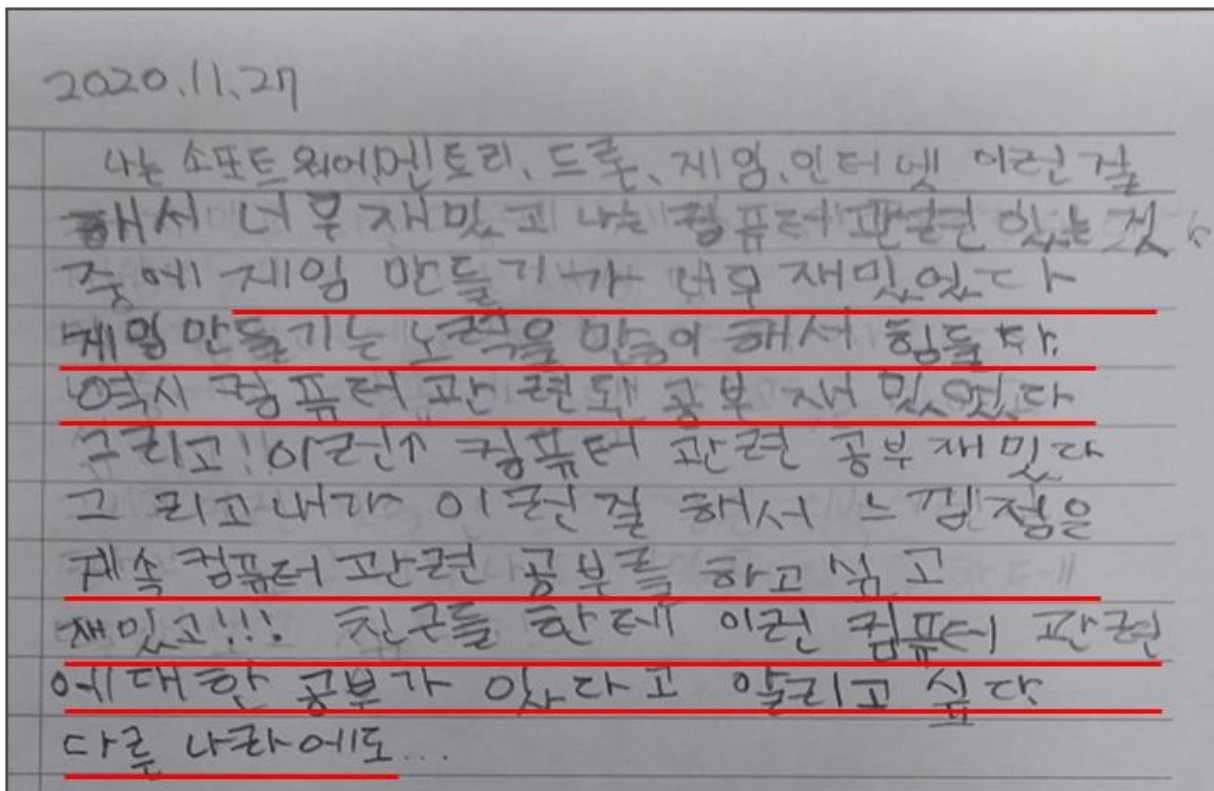 2020.11.27
나는 소포트웨어,멘토리, 드론, 게임, 인터넷 이런걸
해서 너무 재밌고 나는 컴퓨터 관련 있는 것
중에 게임 만들기가 너무 재밌었다
게임만들기는 노력을 많이 해서 힘들다.
역시 컴퓨터 관련된 공부 재밌었다
그리고! 이런 컴퓨터 관련 공부 재밌다
그리고 내가 이런걸 해서 느낌점을
계속 컴퓨터 관련 공부를 하고 싶고
재밌고!!! 친구들 한테 이런 컴퓨터 관련
에대한 공부가 있다고 알리고 싶다
다른 나라에도...